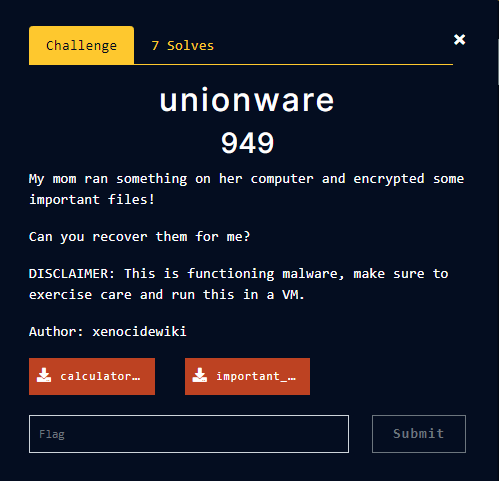 Challenge
7 Solves
×
unionware
949
My mom ran something on her computer and encrypted some
important files!
Can you recover them for me?
DISCLAIMER: This is functioning malware, make sure to
exercise care and run this in a VM.
Author: xenocidewiki
calculator…
important_…
Flag
Submit